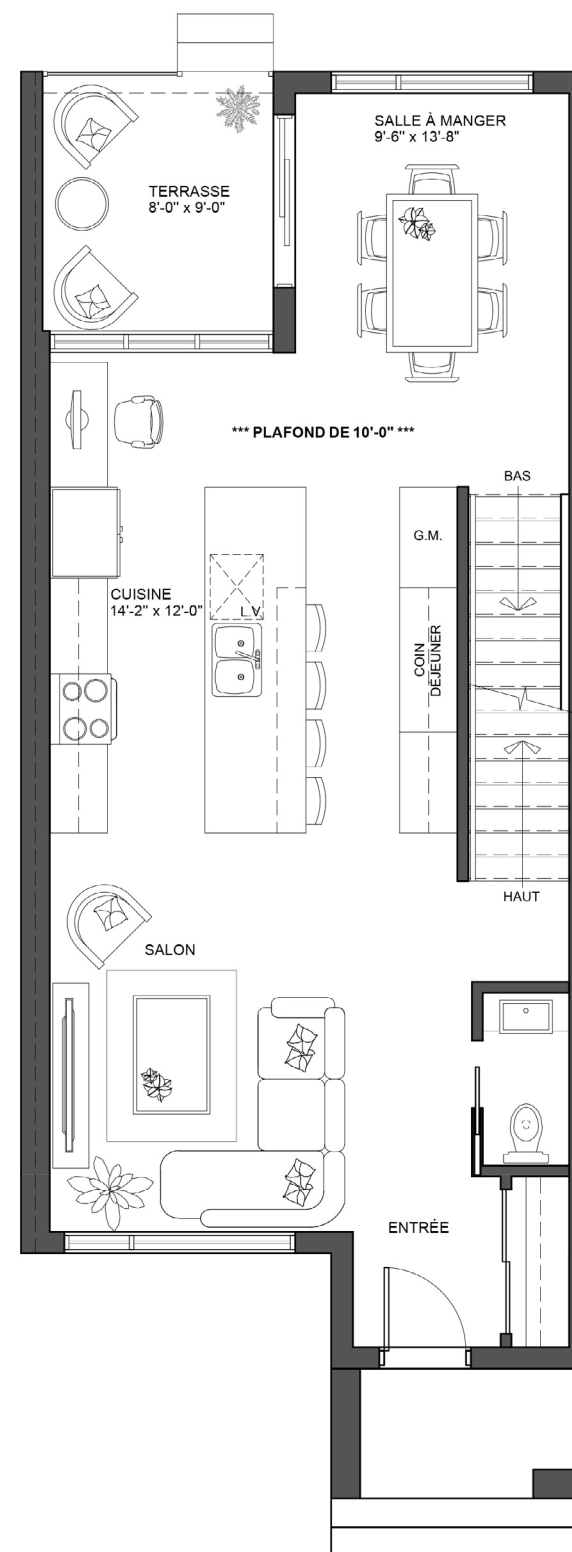 SALLE À MANGER
9'-6" x 13'-8"
TERRASSE
8'-0" x 9'-0"
*** PLAFOND DE 10'-0" ***
BAS
G.M.
CUISINE
14'-2" x 12'-0"
L.V.
COIN
DÉJEUNER
HAUT
SALON
ENTRÉE